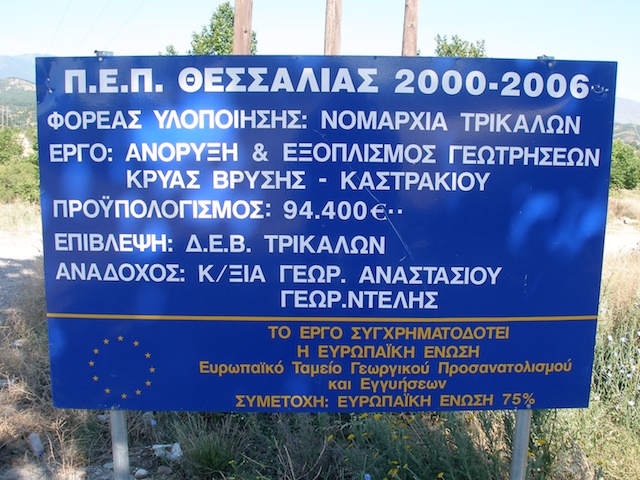 Π.Ε.Π. ΘΕΣΣΑΛΙΑΣ 2000-2006
ΦΟΡΕΑΣ ΥΛΟΠΟΙΗΣΗΣ: ΝΟΜΑΡΧΙΑ ΤΡΙΚΑΛΩΝ
ΕΡΓΟ: ΑΝΟΡΥΞΗ & ΕΞΟΠΛΙΣΜΟΣ ΓΕΩΤΡΗΣΕΩΝ
ΚΡΥΑΣ ΒΡΥΣΗΣ - ΚΑΣΤΡΑΚΙΟΥ
ΠΡΟΫΠΟΛΟΓΙΣΜΟΣ: 94.400€
ΕΠΙΒΛΕΨΗ: Δ.Ε.Β. ΤΡΙΚΑΛΩΝ
ΑΝΑΔΟΧΟΣ: Κ/ΞΙΑ ΓΕΩΡ. ΑΝΑΣΤΑΣΙΟΥ
ΓΕΩΡ.ΝΤΕΛΗΣ
ΤΟ ΕΡΓΟ ΣΥΓΧΡΗΜΑΤΟΔΟΤΕΙ
Η ΕΥΡΩΠΑΪΚΗ ΕΝΩΣΗ
Ευρωπαϊκό Ταμείο Γεωργικού Προσανατολισμού
και Εγγυήσεων
ΣΥΜΕΤΟΧΗ: ΕΥΡΩΠΑΪΚΗ ΕΝΩΣΗ 75%